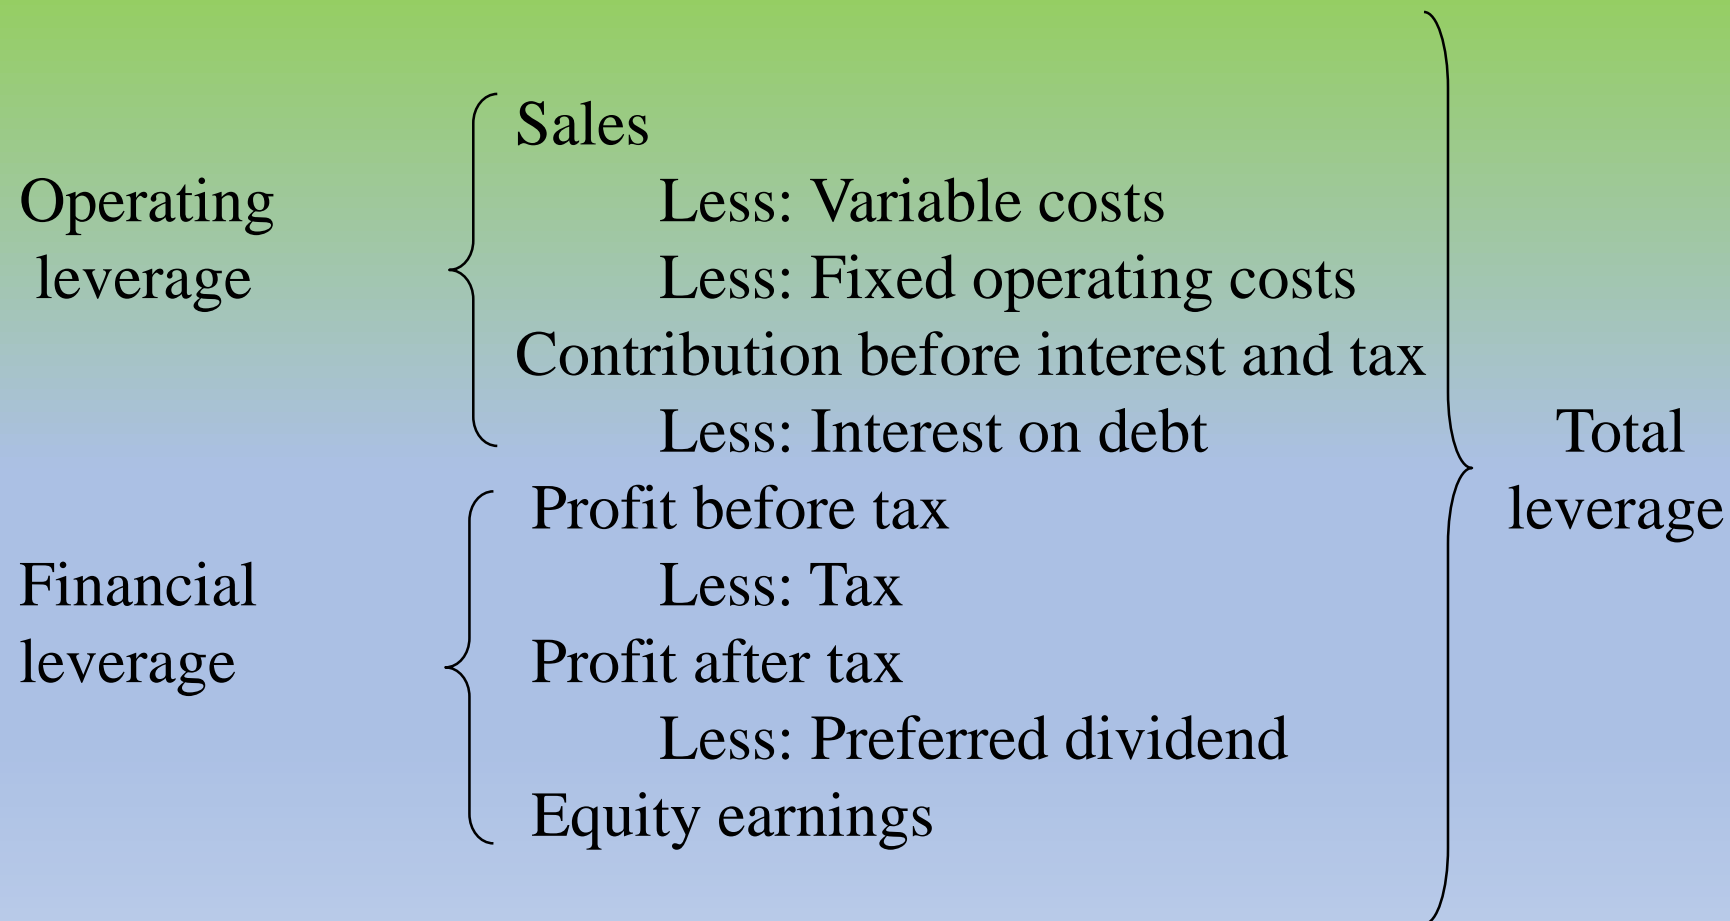 Sales
Operating Less: Variable costs
leverage Less: Fixed operating costs
Contribution before interest and tax
Less: Interest on debt Total
Profit before tax leverage
Financial Less: Tax
leverage Profit after tax
Less: Preferred dividend
Equity earnings